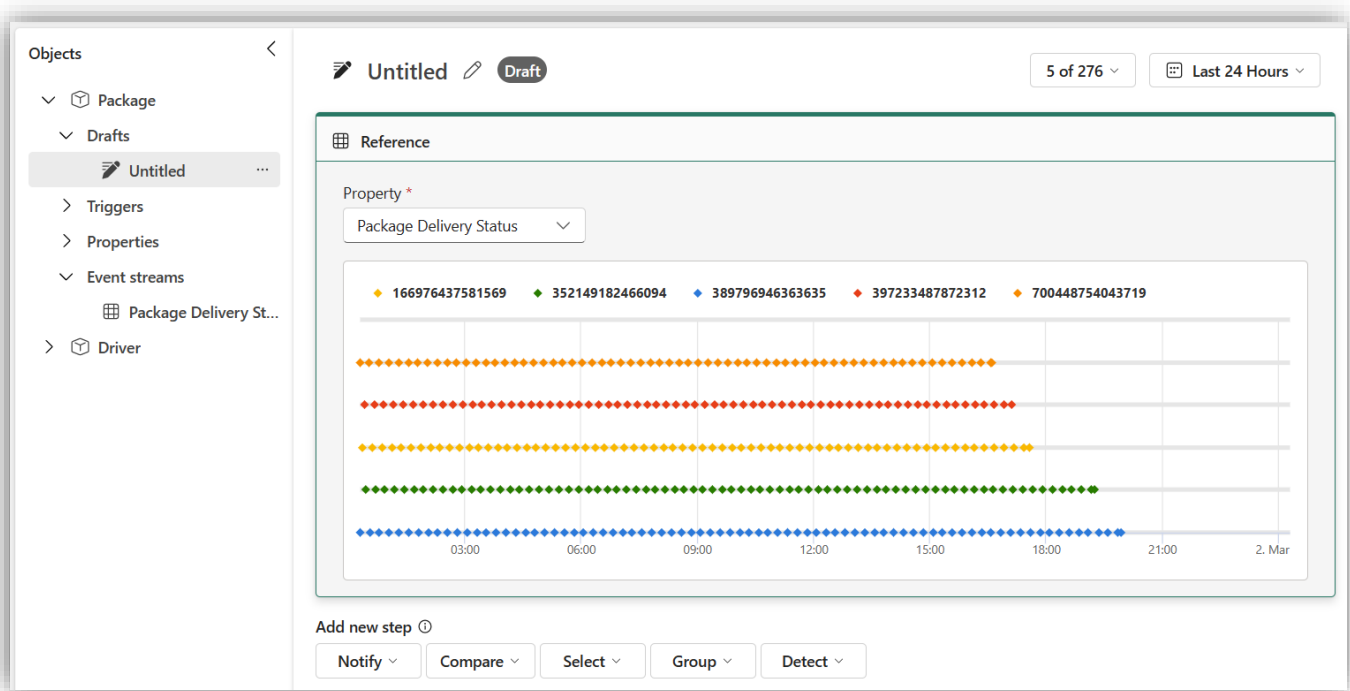 Objects
Package
Drafts
Untitled
Triggers
Properties
Event streams
Package Delivery St...
Driver
Untitled Draft 5 of 276 Last 24 Hours
Reference
Property *
Package Delivery Status
166976437581569 352149182466094 389796946363635 397233487872312 700448754043719
03:00 06:00 09:00 12:00 15:00 18:00 21:00 2. Mar
Add new step
Notify Compare Select Group Detect